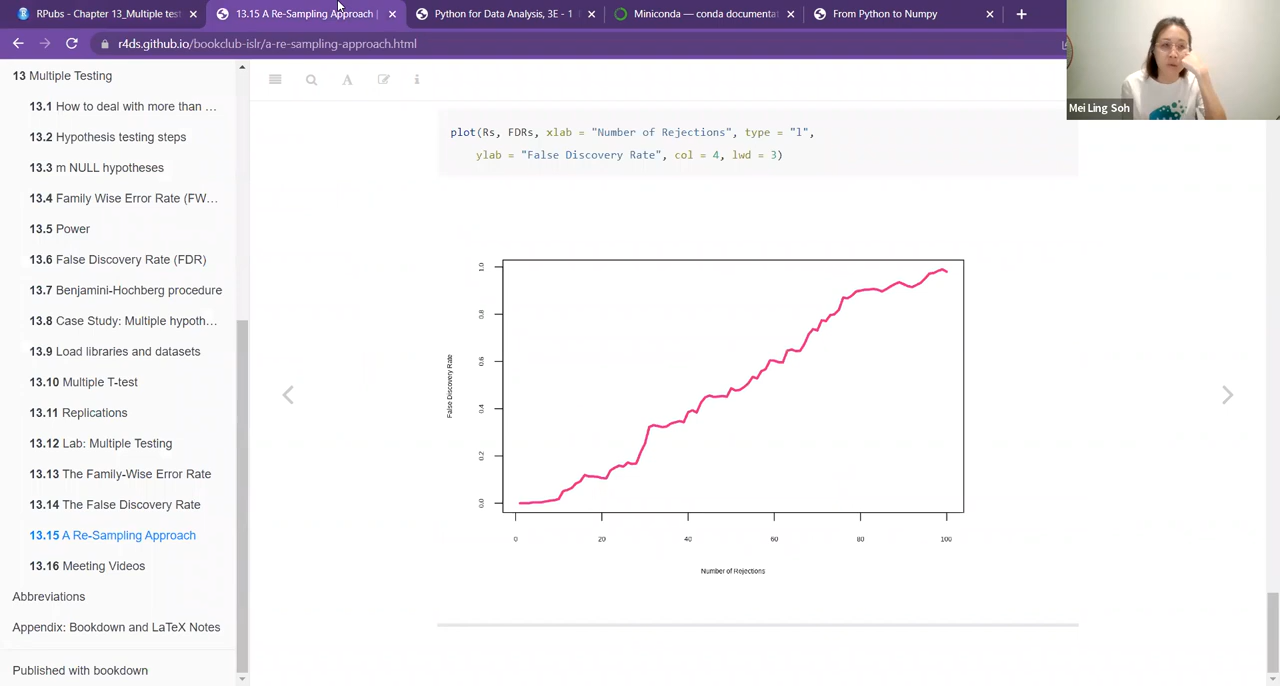 RPubs - Chapter 13_Multiple test
13.15 A Re-Sampling Approach |
Python for Data Analysis, 3E - 1
Miniconda — conda documenta
From Python to Numpy
r4ds.github.io/bookclub-islr/a-re-sampling-approach.html
13 Multiple Testing
13.1 How to deal with more than …
13.2 Hypothesis testing steps
13.3 m NULL hypotheses
13.4 Family Wise Error Rate (FW…
13.5 Power
13.6 False Discovery Rate (FDR)
13.7 Benjamini-Hochberg procedure
13.8 Case Study: Multiple hypoth…
13.9 Load libraries and datasets
13.10 Multiple T-test
13.11 Replications
13.12 Lab: Multiple Testing
13.13 The Family-Wise Error Rate
13.14 The False Discovery Rate
13.15 A Re-Sampling Approach
13.16 Meeting Videos
Abbreviations
Appendix: Bookdown and LaTeX Notes
Published with bookdown
plot(Rs, FDRs, xlab = "Number of Rejections", type = "l",
ylab = "False Discovery Rate", col = 4, lwd = 3)
False Discovery Rate
1.0
0.8
0.6
0.4
0.2
0.0
0 20 40 60 80 100
Number of Rejections
Mei Ling Soh